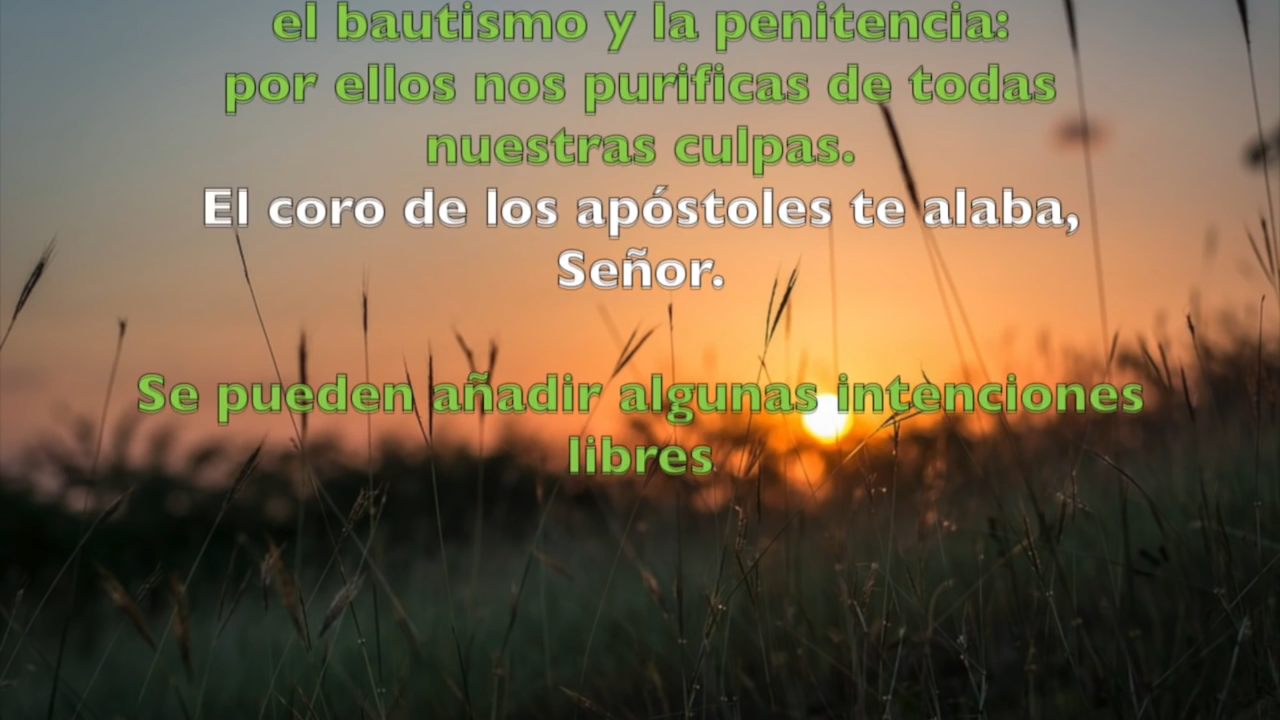 el bautismo y la penitencia:
por ellos nos purificas de todas
nuestras culpas.
El coro de los apóstoles te alaba,
Señor.
Se pueden añadir algunas intenciones
libres